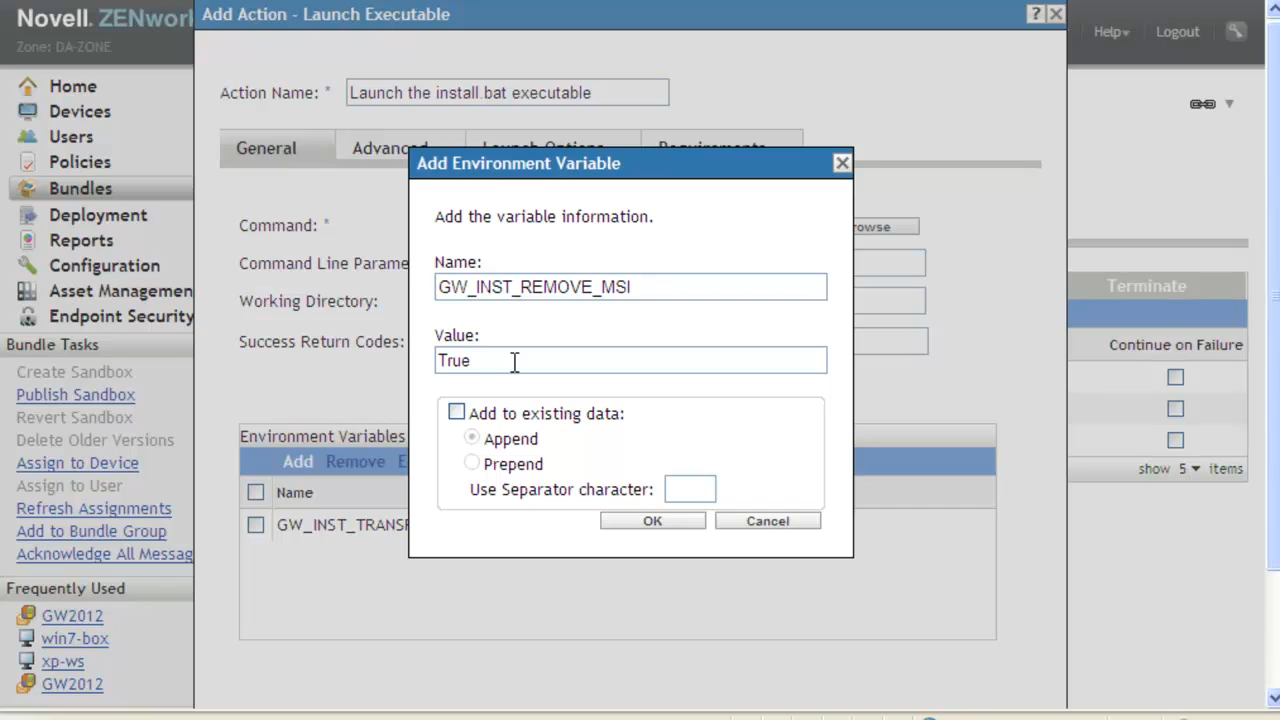 Novell ZENwor
Zone: DA-ZONE
Add Action - Launch Executable
?
Help
Logout
Home
Devices
Users
Policies
Bundles
Deployment
Reports
Configuration
Asset Management
Endpoint Security
Bundle Tasks
Create Sandbox
Publish Sandbox
Revert Sandbox
Delete Older Versions
Assign to Device
Assign to User
Refresh Assignments
Add to Bundle Group
Acknowledge All Messag
Frequently Used
GW2012
win7-box
xp-ws
GW2012
Action Name: *
Launch the install.bat executable
General
Advanced
Launch Options
Requirements
Command: *
rowse
Command Line Parame
Working Directory:
Success Return Codes:
Environment Variables
Add Remove E
Name
GW_INST_TRANSF
Add Environment Variable
Add the variable information.
Name:
GW_INST_REMOVE_MSI
Value:
True
Add to existing data:
Append
Prepend
Use Separator character:
OK
Cancel
Terminate
Continue on Failure
show 5 items